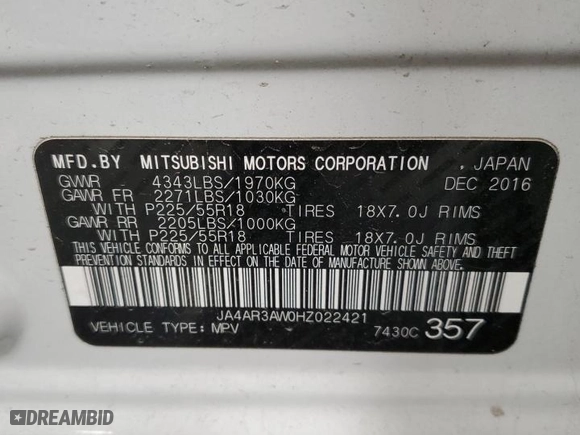 MFD.BY MITSUBISHI MOTORS CORPORATION . JAPAN
GVWR 4343LBS/1970KG DEC 2016
GAWR FR 2271LBS/1030KG
WITH P225/55R18 TIRES 18X7.0J RIMS
GAWR RR 2205LBS/1000KG
WITH P225/55R18 TIRES 18X7.0J RIMS
THIS VEHICLE CONFORMS TO ALL APPLICABLE FEDERAL MOTOR VEHICLE SAFETY AND THEFT
PREVENTION STANDARDS IN EFFECT ON THE DATE OF MANUFACTURE SHOWN ABOVE.
JA4AR3AW0HZ022421
VEHICLE TYPE: MPV 7430C 357
DREAMBID